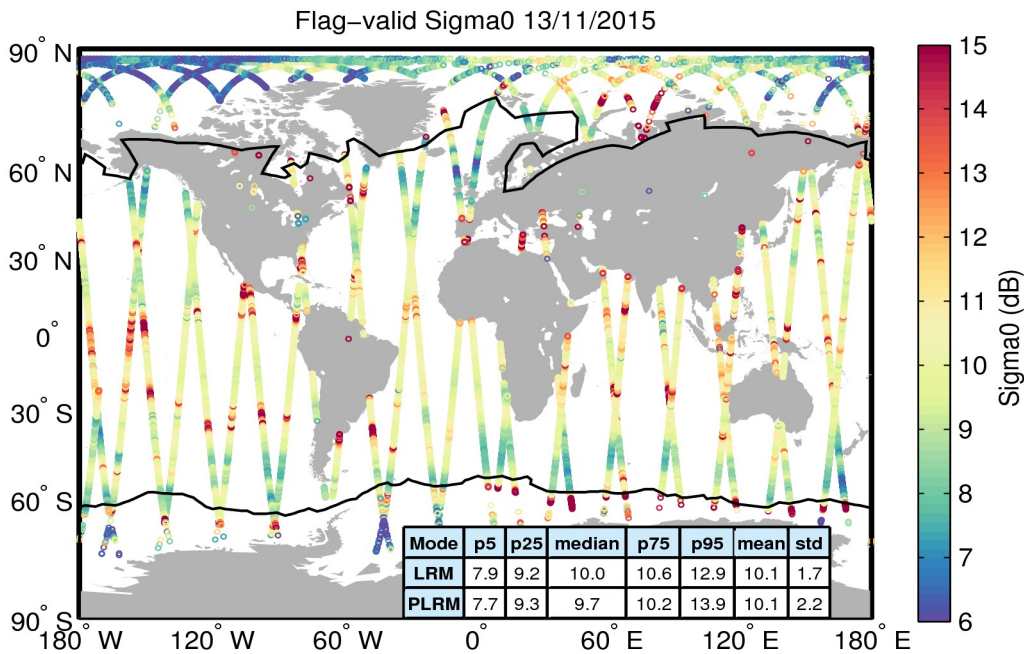 Flag−valid Sigma0 13/11/2015
90° N
60° N
30° N
0°
30° S
60° S
90° S
180° W
120° W
60° W
0°
60° E
120° E
180° E
15
14
13
12
11
10
9
8
7
6
Sigma0 (dB)
Mode p5 p25 median p75 p95 mean std
LRM 7.9 9.2 10.0 10.6 12.9 10.1 1.7
PLRM 7.7 9.3 9.7 10.2 13.9 10.1 2.2